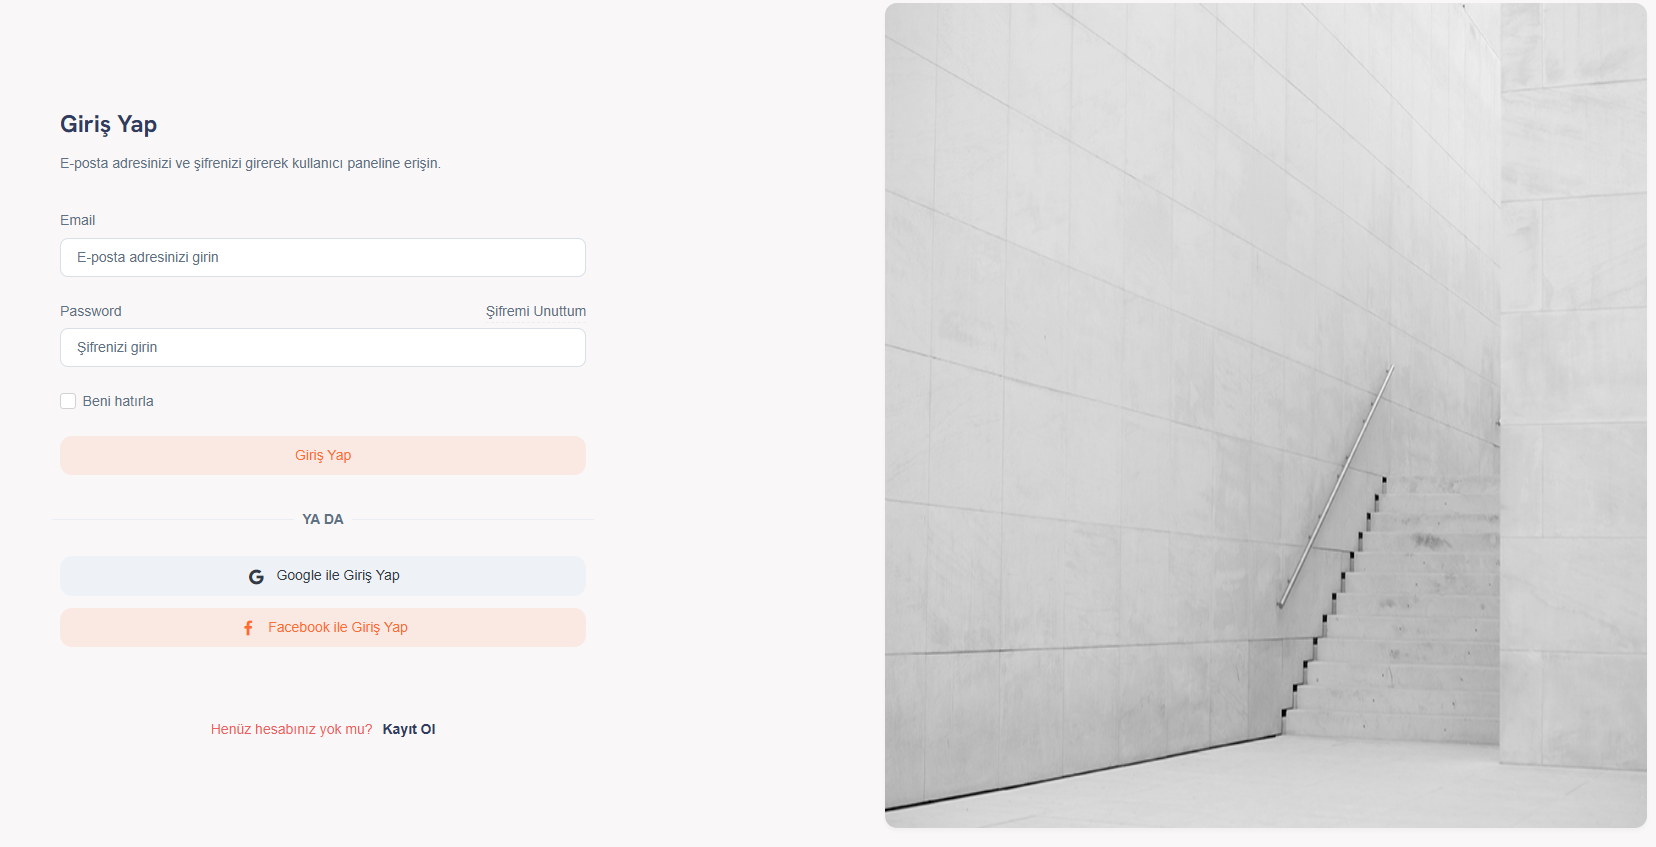 Giriş Yap
E-posta adresinizi ve şifrenizi girerek kullanıcı paneline erişin.
Email
E-posta adresinizi girin
Password
Şifremi Unuttum
Şifrenizi girin
Beni hatırla
Giriş Yap
YA DA
Google ile Giriş Yap
Facebook ile Giriş Yap
Henüz hesabınız yok mu? Kayıt Ol